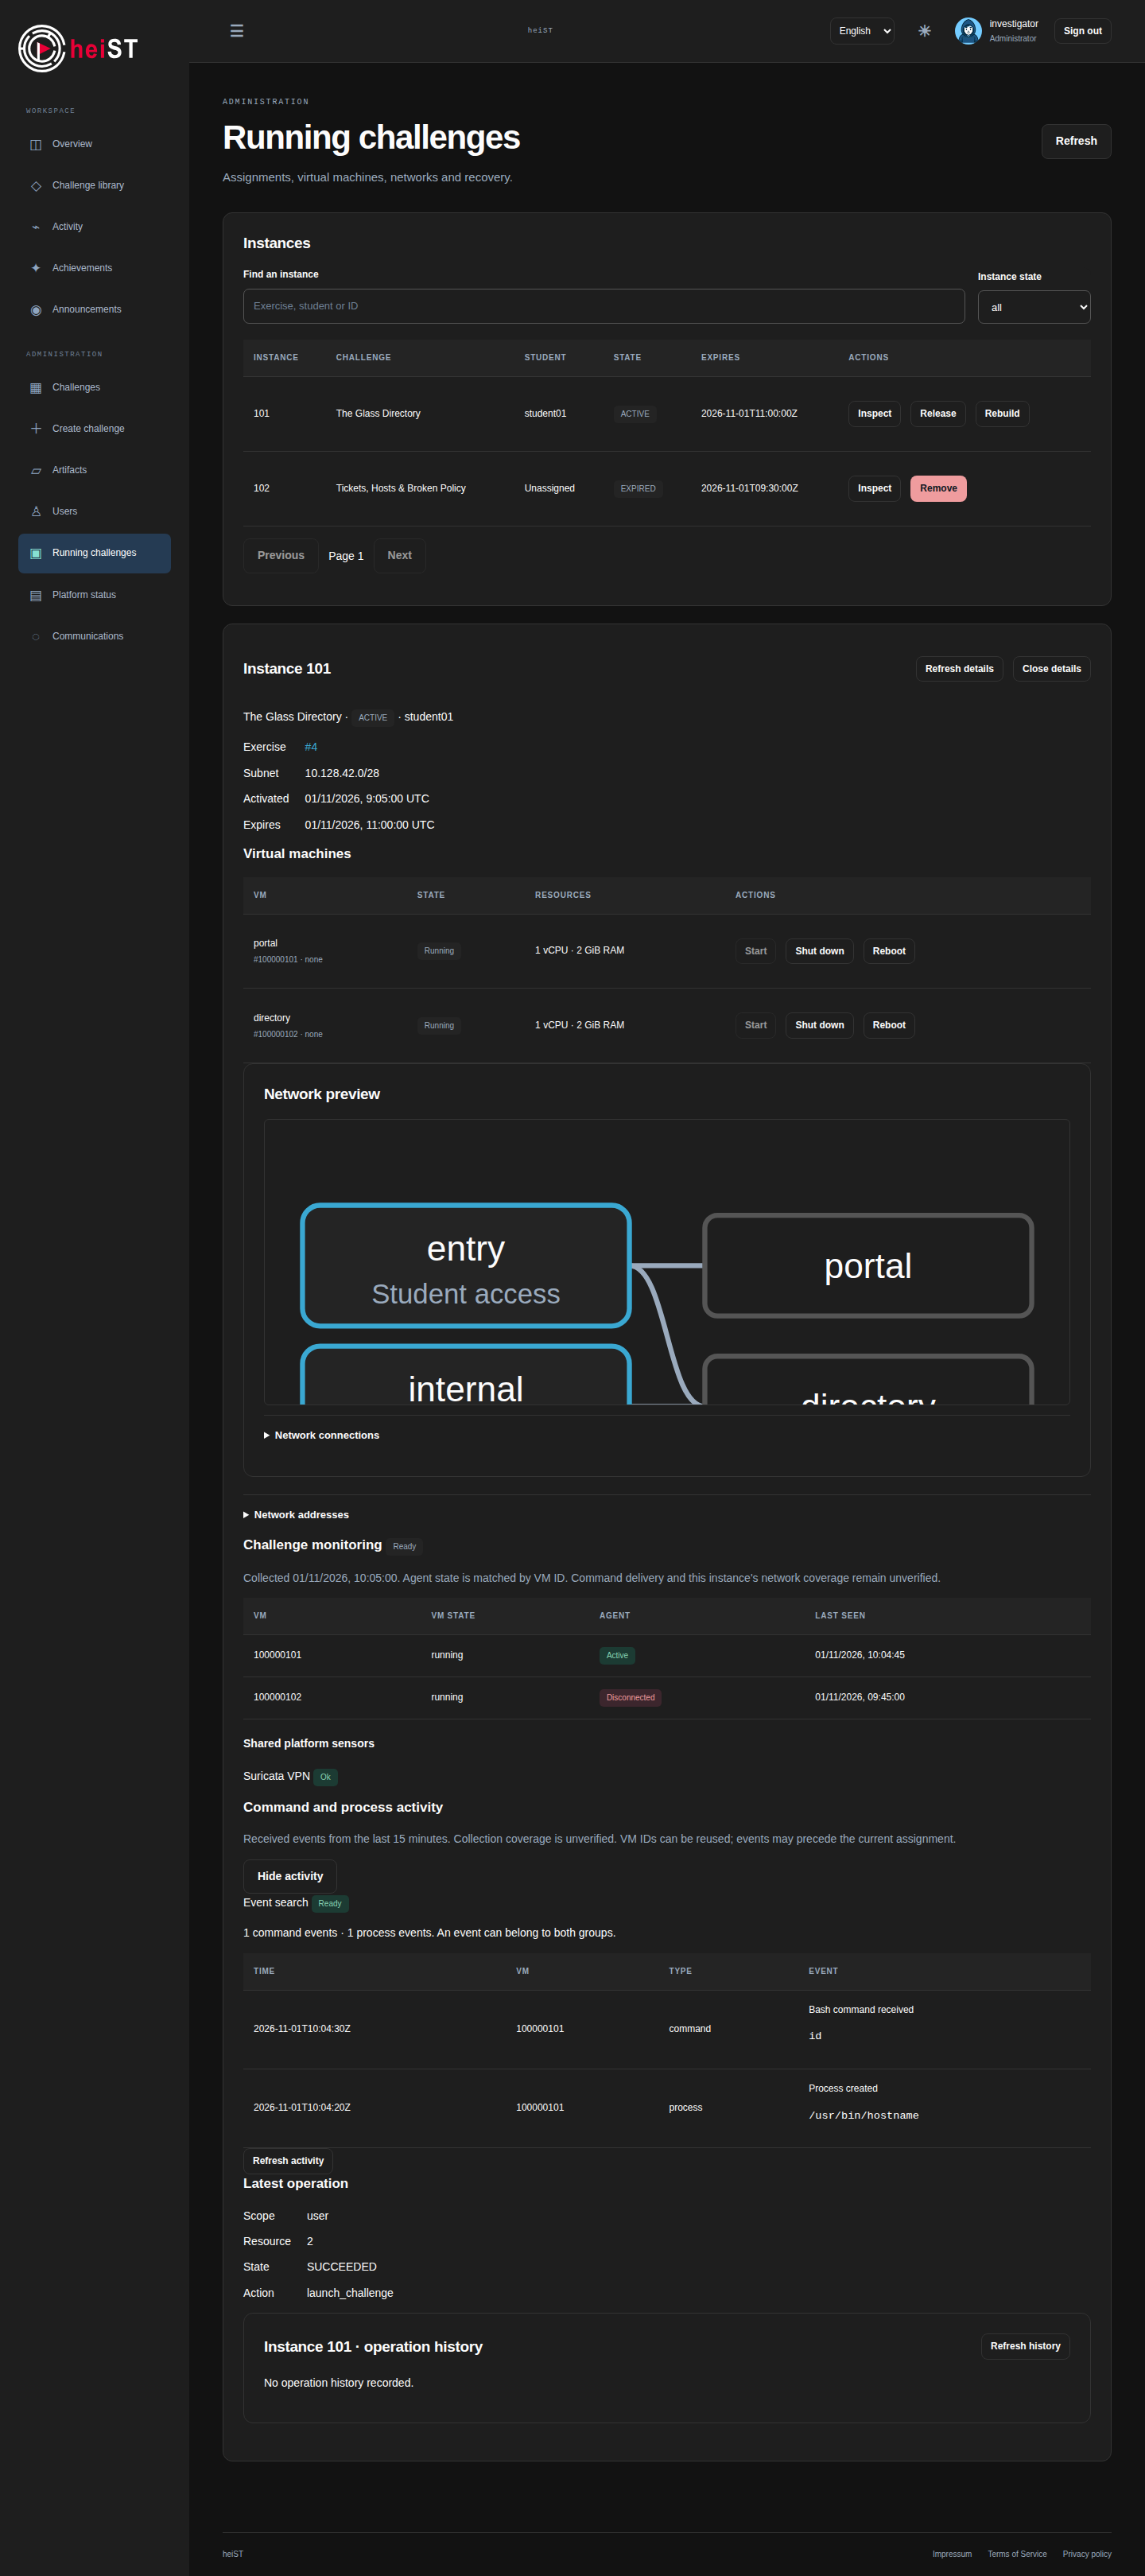 heiST
heiST
English
investigator
Administrator
Sign out
WORKSPACE
Overview
Challenge library
Activity
Achievements
Announcements
ADMINISTRATION
Challenges
Create challenge
Artifacts
Users
Running challenges
Platform status
Communications
ADMINISTRATION
Running challenges
Refresh
Assignments, virtual machines, networks and recovery.
Instances
Find an instance
Instance state
Exercise, student or ID
all
INSTANCE CHALLENGE STUDENT STATE EXPIRES ACTIONS
101 The Glass Directory student01 ACTIVE 2026-11-01T11:00:00Z Inspect Release Rebuild
102 Tickets, Hosts & Broken Policy Unassigned EXPIRED 2026-11-01T09:30:00Z Inspect Remove
Previous Page 1 Next
Instance 101
Refresh details Close details
The Glass Directory · ACTIVE · student01
Exercise #4
Subnet 10.128.42.0/28
Activated 01/11/2026, 9:05:00 UTC
Expires 01/11/2026, 11:00:00 UTC
Virtual machines
VM STATE RESOURCES ACTIONS
portal
#100000101 · none
Running 1 vCPU · 2 GiB RAM Start Shut down Reboot
directory
#100000102 · none
Running 1 vCPU · 2 GiB RAM Start Shut down Reboot
Network preview
entry
Student access
portal
internal
directory
Network connections
Network addresses
Challenge monitoring Ready
Collected 01/11/2026, 10:05:00. Agent state is matched by VM ID. Command delivery and this instance's network coverage remain unverified.
VM VM STATE AGENT LAST SEEN
100000101 running Active 01/11/2026, 10:04:45
100000102 running Disconnected 01/11/2026, 09:45:00
Shared platform sensors
Suricata VPN Ok
Command and process activity
Received events from the last 15 minutes. Collection coverage is unverified. VM IDs can be reused; events may precede the current assignment.
Hide activity
Event search Ready
1 command events · 1 process events. An event can belong to both groups.
TIME VM TYPE EVENT
2026-11-01T10:04:30Z 100000101 command Bash command received
id
2026-11-01T10:04:20Z 100000101 process Process created
/usr/bin/hostname
Refresh activity
Latest operation
Scope user
Resource 2
State SUCCEEDED
Action launch_challenge
Instance 101 · operation history
Refresh history
No operation history recorded.
heiST
Impressum Terms of Service Privacy policy